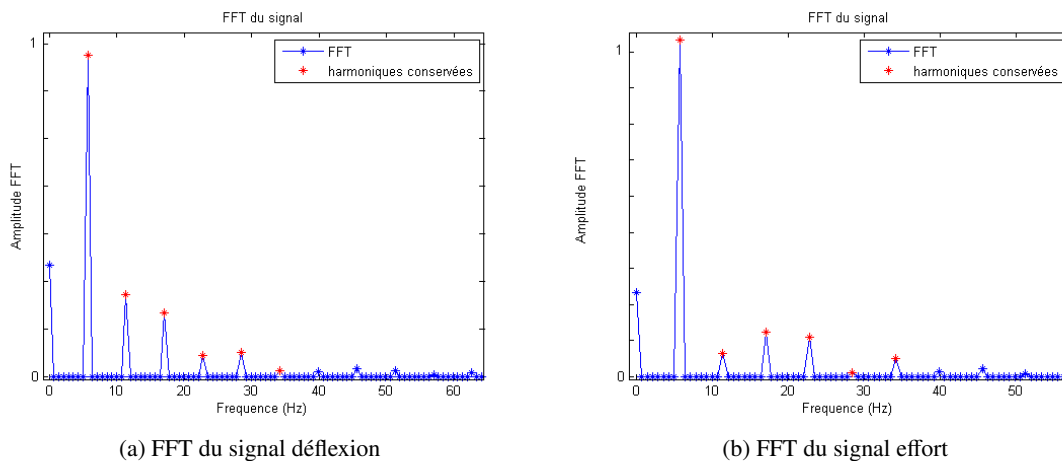 FFT du signal
1
0
Amplitude FFT
FFT
harmoniques conservées
0 10 20 30 40 50 60
Frequence (Hz)
(a) FFT du signal déflexion
FFT du signal
1
0
Amplitude FFT
FFT
harmoniques conservées
0 10 20 30 40 50
Frequence (Hz)
(b) FFT du signal effort